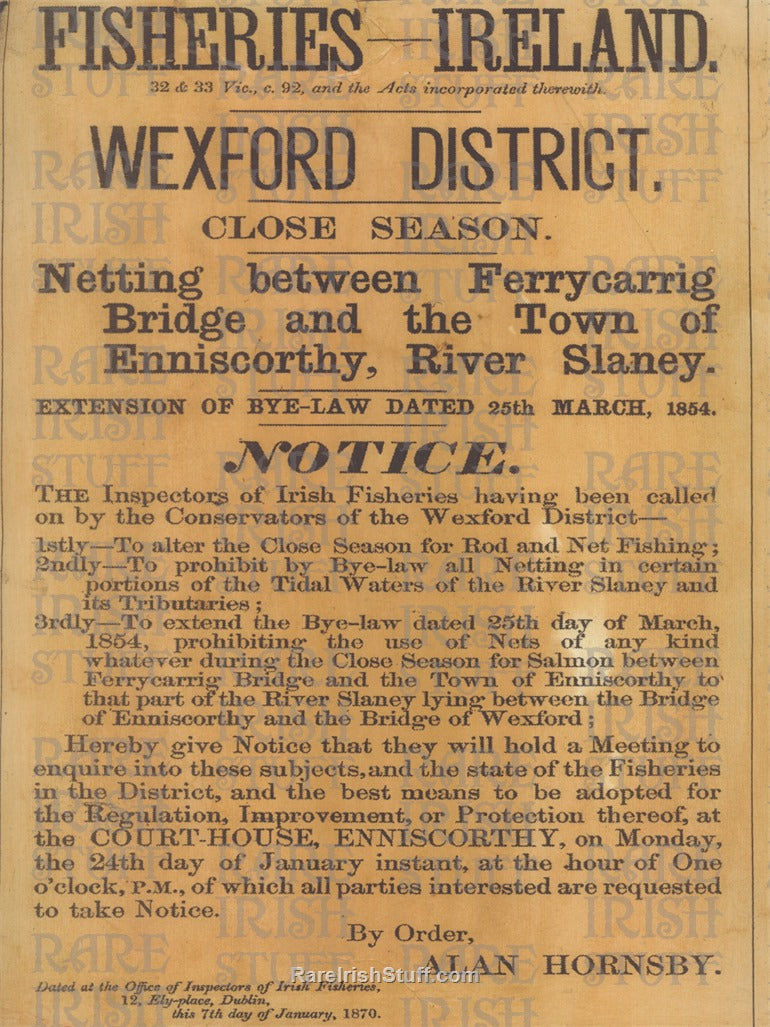 FISHERIES—IRELAND.
32 & 33 Vic., c. 92, and the Acts incorporated therewith.
WEXFORD DISTRICT.
CLOSE SEASON.
Netting between Ferrycarrig
Bridge and the Town of
Enniscorthy, River Slaney.
EXTENSION OF BYE-LAW DATED 25th MARCH, 1854.
NOTICE.
THE Inspectors of Irish Fisheries having been called
on by the Conservators of the Wexford District—
1stly—To alter the Close Season for Rod and Net Fishing;
2ndly—To prohibit by Bye-law all Netting in certain
portions of the Tidal Waters of the River Slaney and
its Tributaries;
3rdly—To extend the Bye-law dated 25th day of March,
1854, prohibiting the use of Nets of any kind
whatever during the Close Season for Salmon between
Ferrycarrig Bridge and the Town of Enniscorthy to
that part of the River Slaney lying between the Bridge
of Enniscorthy and the Bridge of Wexford;
Hereby give Notice that they will hold a Meeting to
enquire into these subjects, and the state of the Fisheries
in the District, and the best means to be adopted for
the Regulation, Improvement, or Protection thereof, at
the COURT-HOUSE, ENNISCORTHY, on Monday,
the 24th day of January instant, at the hour of One
o'clock, P.M., of which all parties interested are requested
to take Notice.
By Order,
ALAN HORNSBY.
RareIrishStuff.com
Dated at the Office of Inspectors of Irish Fisheries,
12, Ely-place, Dublin,
this 7th day of January, 1870.
RARE
IRISH
STUFF